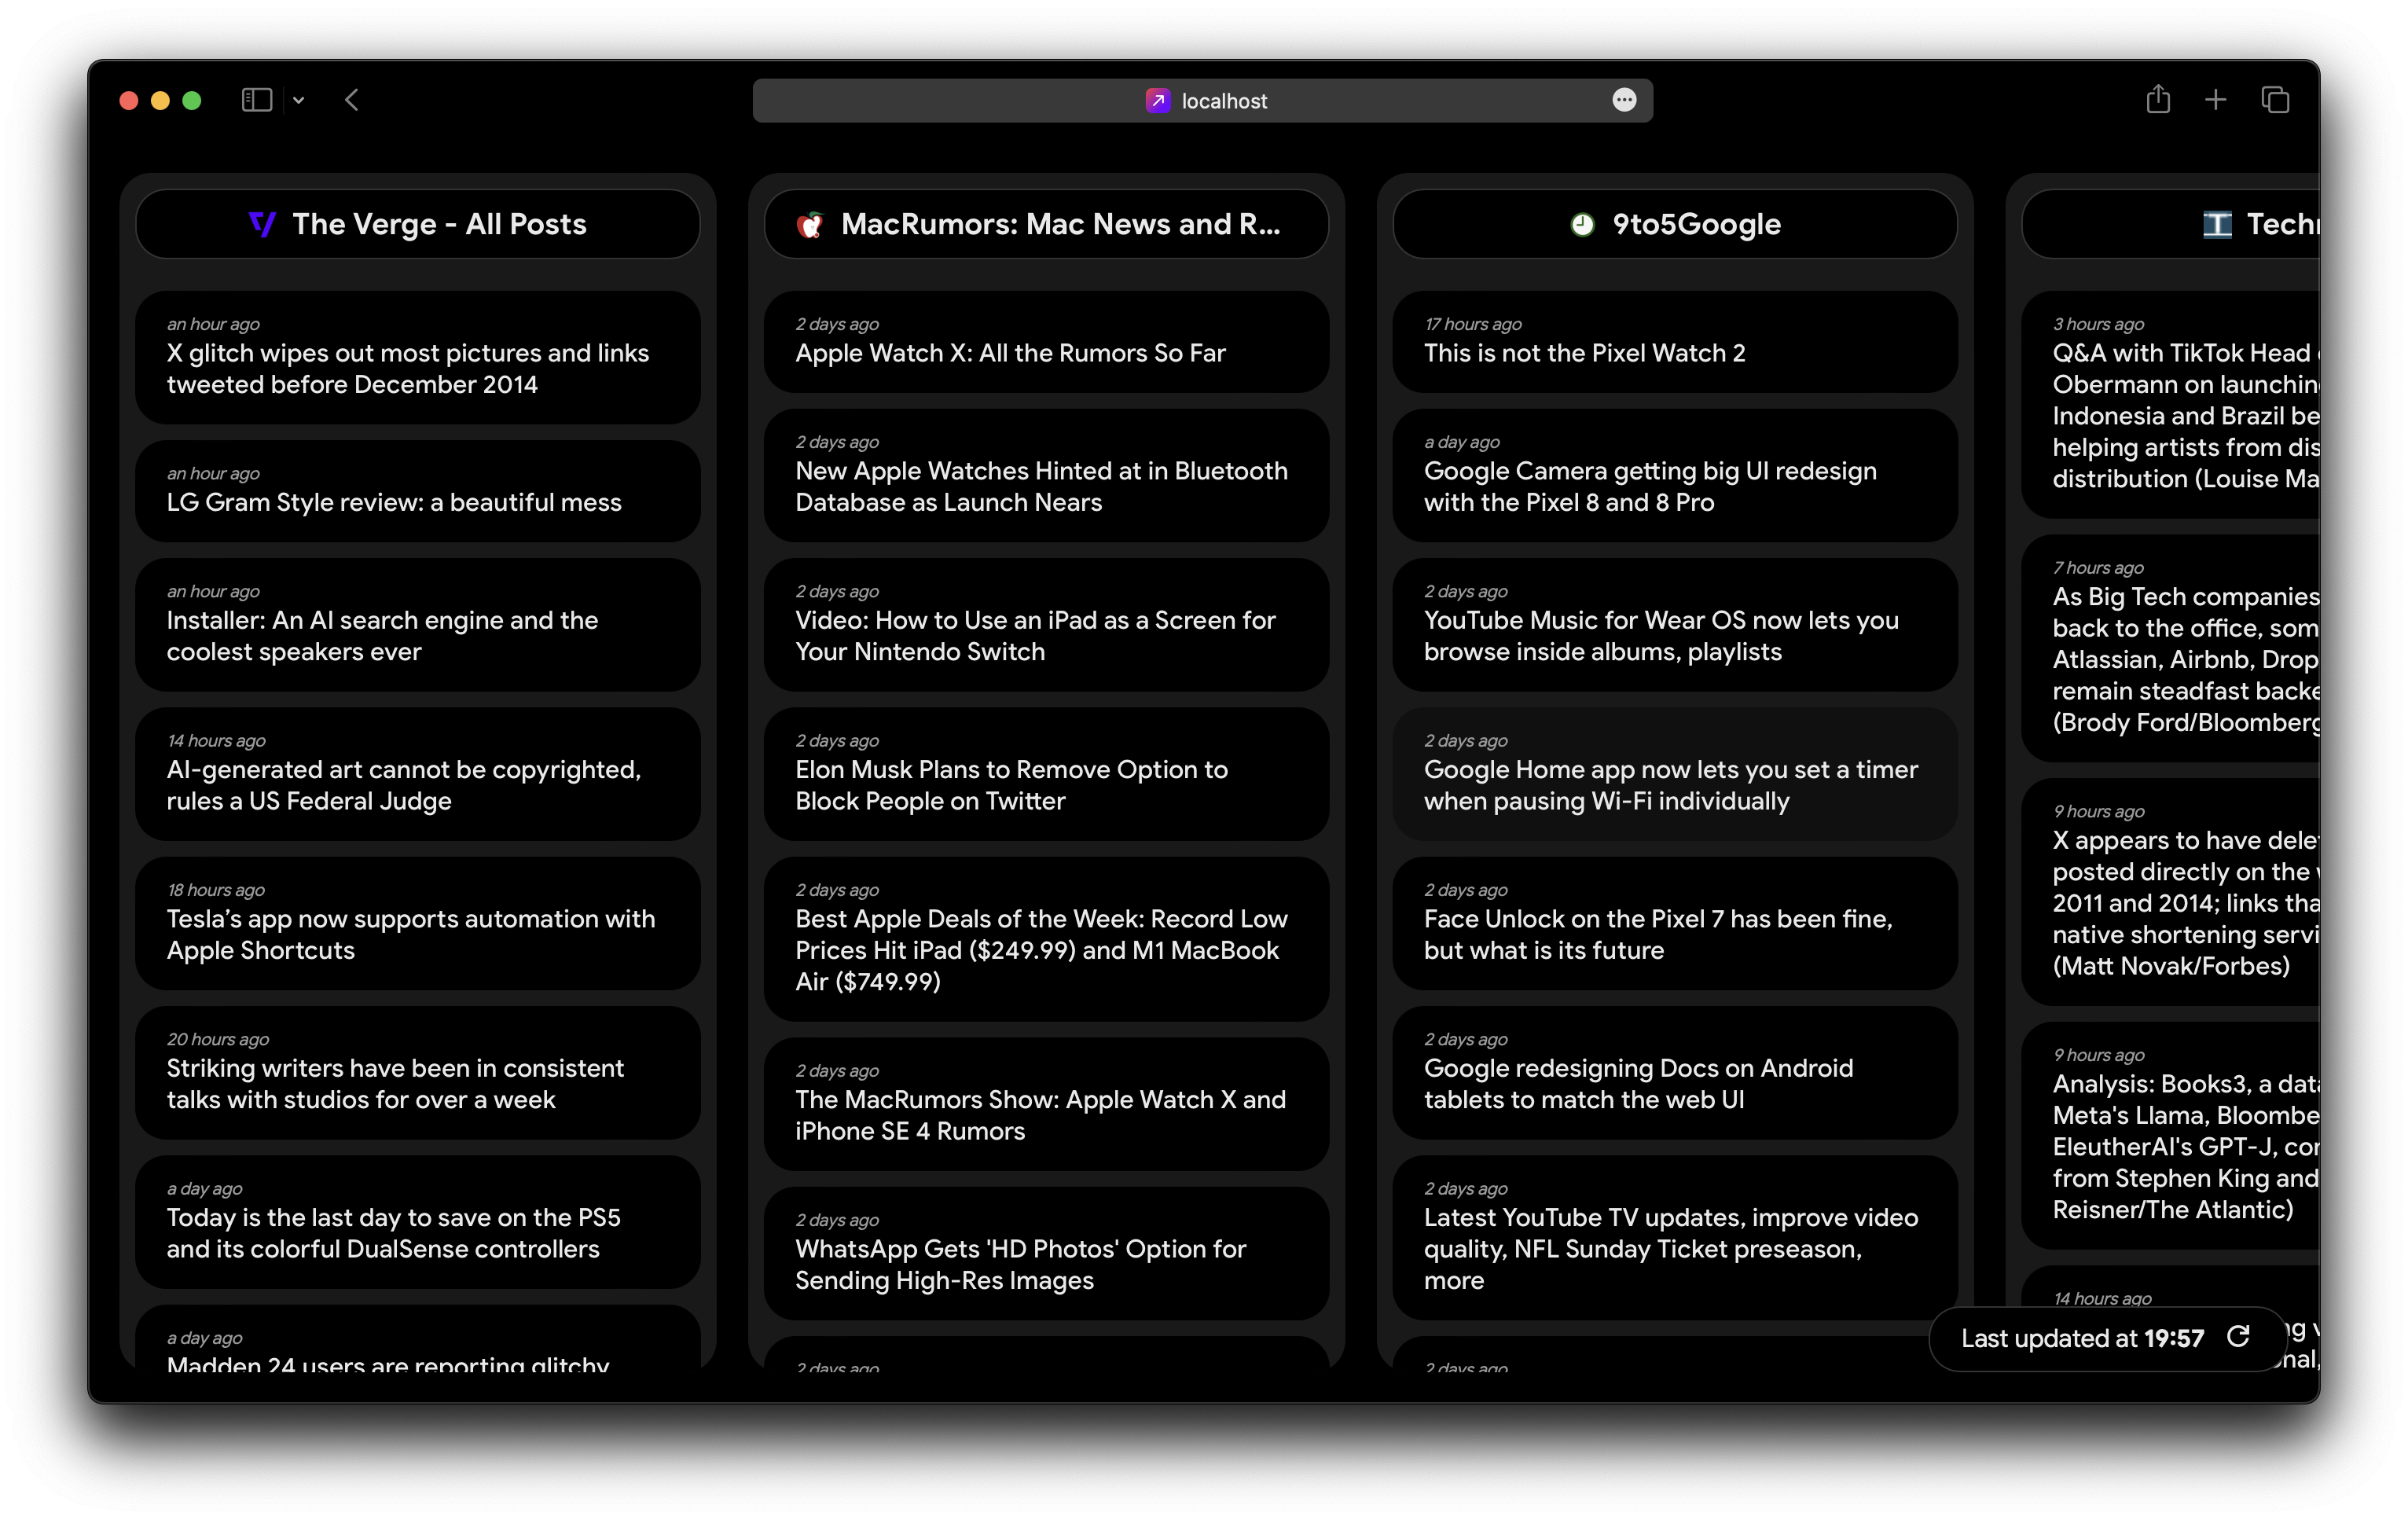 localhost
The Verge - All Posts
an hour ago
X glitch wipes out most pictures and links
tweeted before December 2014
an hour ago
LG Gram Style review: a beautiful mess
an hour ago
Installer: An AI search engine and the
coolest speakers ever
14 hours ago
AI-generated art cannot be copyrighted,
rules a US Federal Judge
18 hours ago
Tesla’s app now supports automation with
Apple Shortcuts
20 hours ago
Striking writers have been in consistent
talks with studios for over a week
a day ago
Today is the last day to save on the PS5
and its colorful DualSense controllers
a day ago
Madden 24 users are reporting glitchy
MacRumors: Mac News and R...
2 days ago
Apple Watch X: All the Rumors So Far
2 days ago
New Apple Watches Hinted at in Bluetooth
Database as Launch Nears
2 days ago
Video: How to Use an iPad as a Screen for
Your Nintendo Switch
2 days ago
Elon Musk Plans to Remove Option to
Block People on Twitter
2 days ago
Best Apple Deals of the Week: Record Low
Prices Hit iPad ($249.99) and M1 MacBook
Air ($749.99)
2 days ago
The MacRumors Show: Apple Watch X and
iPhone SE 4 Rumors
2 days ago
WhatsApp Gets 'HD Photos' Option for
Sending High-Res Images
2 days ago
9to5Google
17 hours ago
This is not the Pixel Watch 2
a day ago
Google Camera getting big UI redesign
with the Pixel 8 and 8 Pro
2 days ago
YouTube Music for Wear OS now lets you
browse inside albums, playlists
2 days ago
Google Home app now lets you set a timer
when pausing Wi-Fi individually
2 days ago
Face Unlock on the Pixel 7 has been fine,
but what is its future
2 days ago
Google redesigning Docs on Android
tablets to match the web UI
2 days ago
Latest YouTube TV updates, improve video
quality, NFL Sunday Ticket preseason,
more
2 days ago
Techr
3 hours ago
Q&A with TikTok Head
Obermann on launchin
Indonesia and Brazil be
helping artists from dis
distribution (Louise Ma
7 hours ago
As Big Tech companies
back to the office, som
Atlassian, Airbnb, Drop
remain steadfast backe
(Brody Ford/Bloomberg
9 hours ago
X appears to have dele
posted directly on the
2011 and 2014; links tha
native shortening servi
(Matt Novak/Forbes)
9 hours ago
Analysis: Books3, a data
Meta's Llama, Bloombe
EleutherAI's GPT-J, cor
from Stephen King and
Reisner/The Atlantic)
14 hours ago
Last updated at 19:57